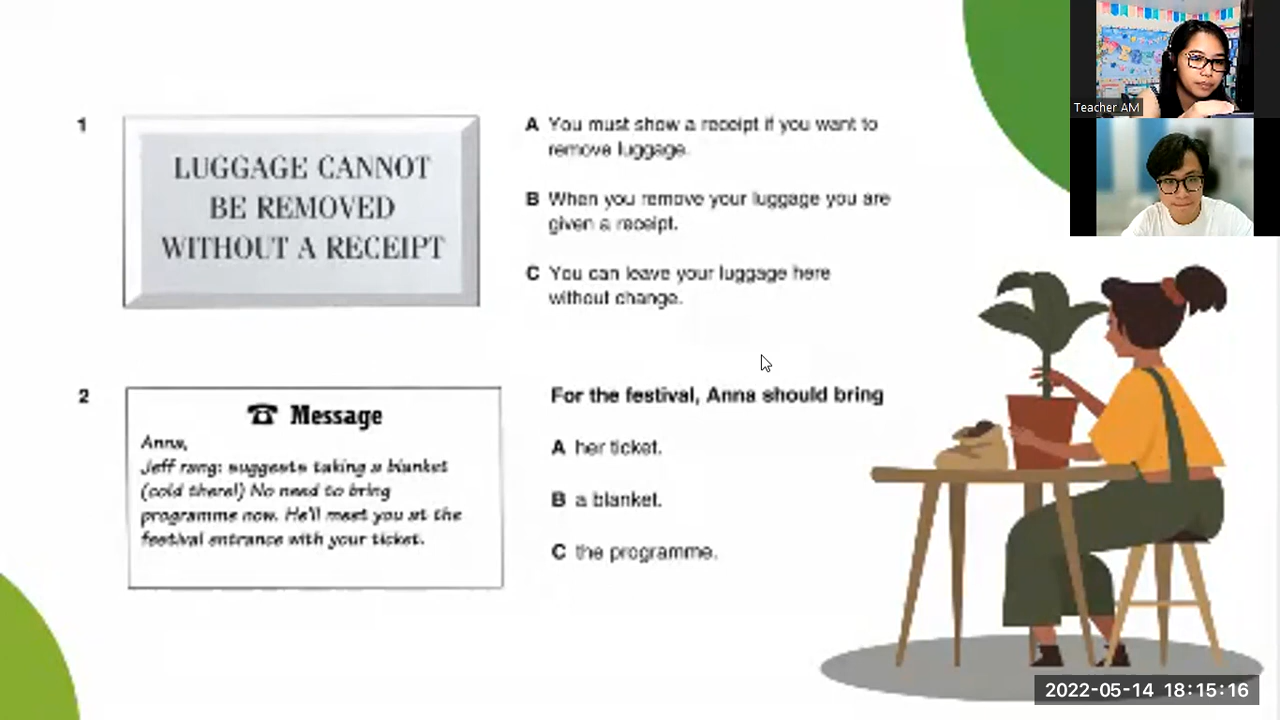 1
LUGGAGE CANNOT
BE REMOVED
WITHOUT A RECEIPT
A You must show a receipt if you want to
remove luggage.
B When you remove your luggage you are
given a receipt.
C You can leave your luggage here
without change.
2
Message
Anna,
Jeff rang: suggests taking a blanket
(cold there!) No need to bring
programme now. He'll meet you at the
festival entrance with your ticket.
For the festival, Anna should bring
A her ticket.
B a blanket.
C the programme.
Teacher AM
2022-05-14 18:15:16